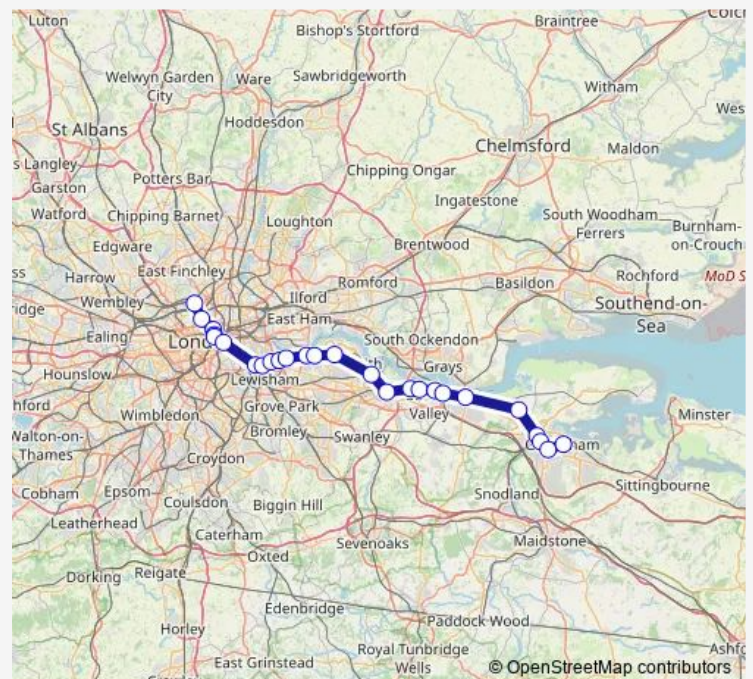 Luton
Bishop's Stortford
Braintree
Welwyn Garden
City
Ware
Sawbridgeworth
Witham
St Albans
Hoddesdon
Chelmsford
Maldon
s Langley
Potters Bar
Chipping Ongar
Garston
Ingatestone
Watford
Chipping Barnet
Loughton
South Woodham
Ferrers
Burnham-
on-Crouch
Edgware
Brentwood
Harrow
East Finchley
Romford
Basildon
Rochford
MoD S
Wembley
Ilford
Southend-on-
Sea
Ealing
East Ham
South Ockendon
Hounslow
Grays
Lewisham
Wimbledon
Grove Park
Valley
Minster
Walton-on-
Thames
Bromley
Swanley
Croydon
Sittingbourne
Cobham
Epsom
Coulsdon
Biggin Hill
Snodland
Leatherhead
Caterham
Oxted
Sevenoaks
Maidstone
Dorking
Reigate
Edenbridge
Paddock Wood
Horley
Royal Tunbridge
Wells
East Grinstead
© OpenStreetMap contributors